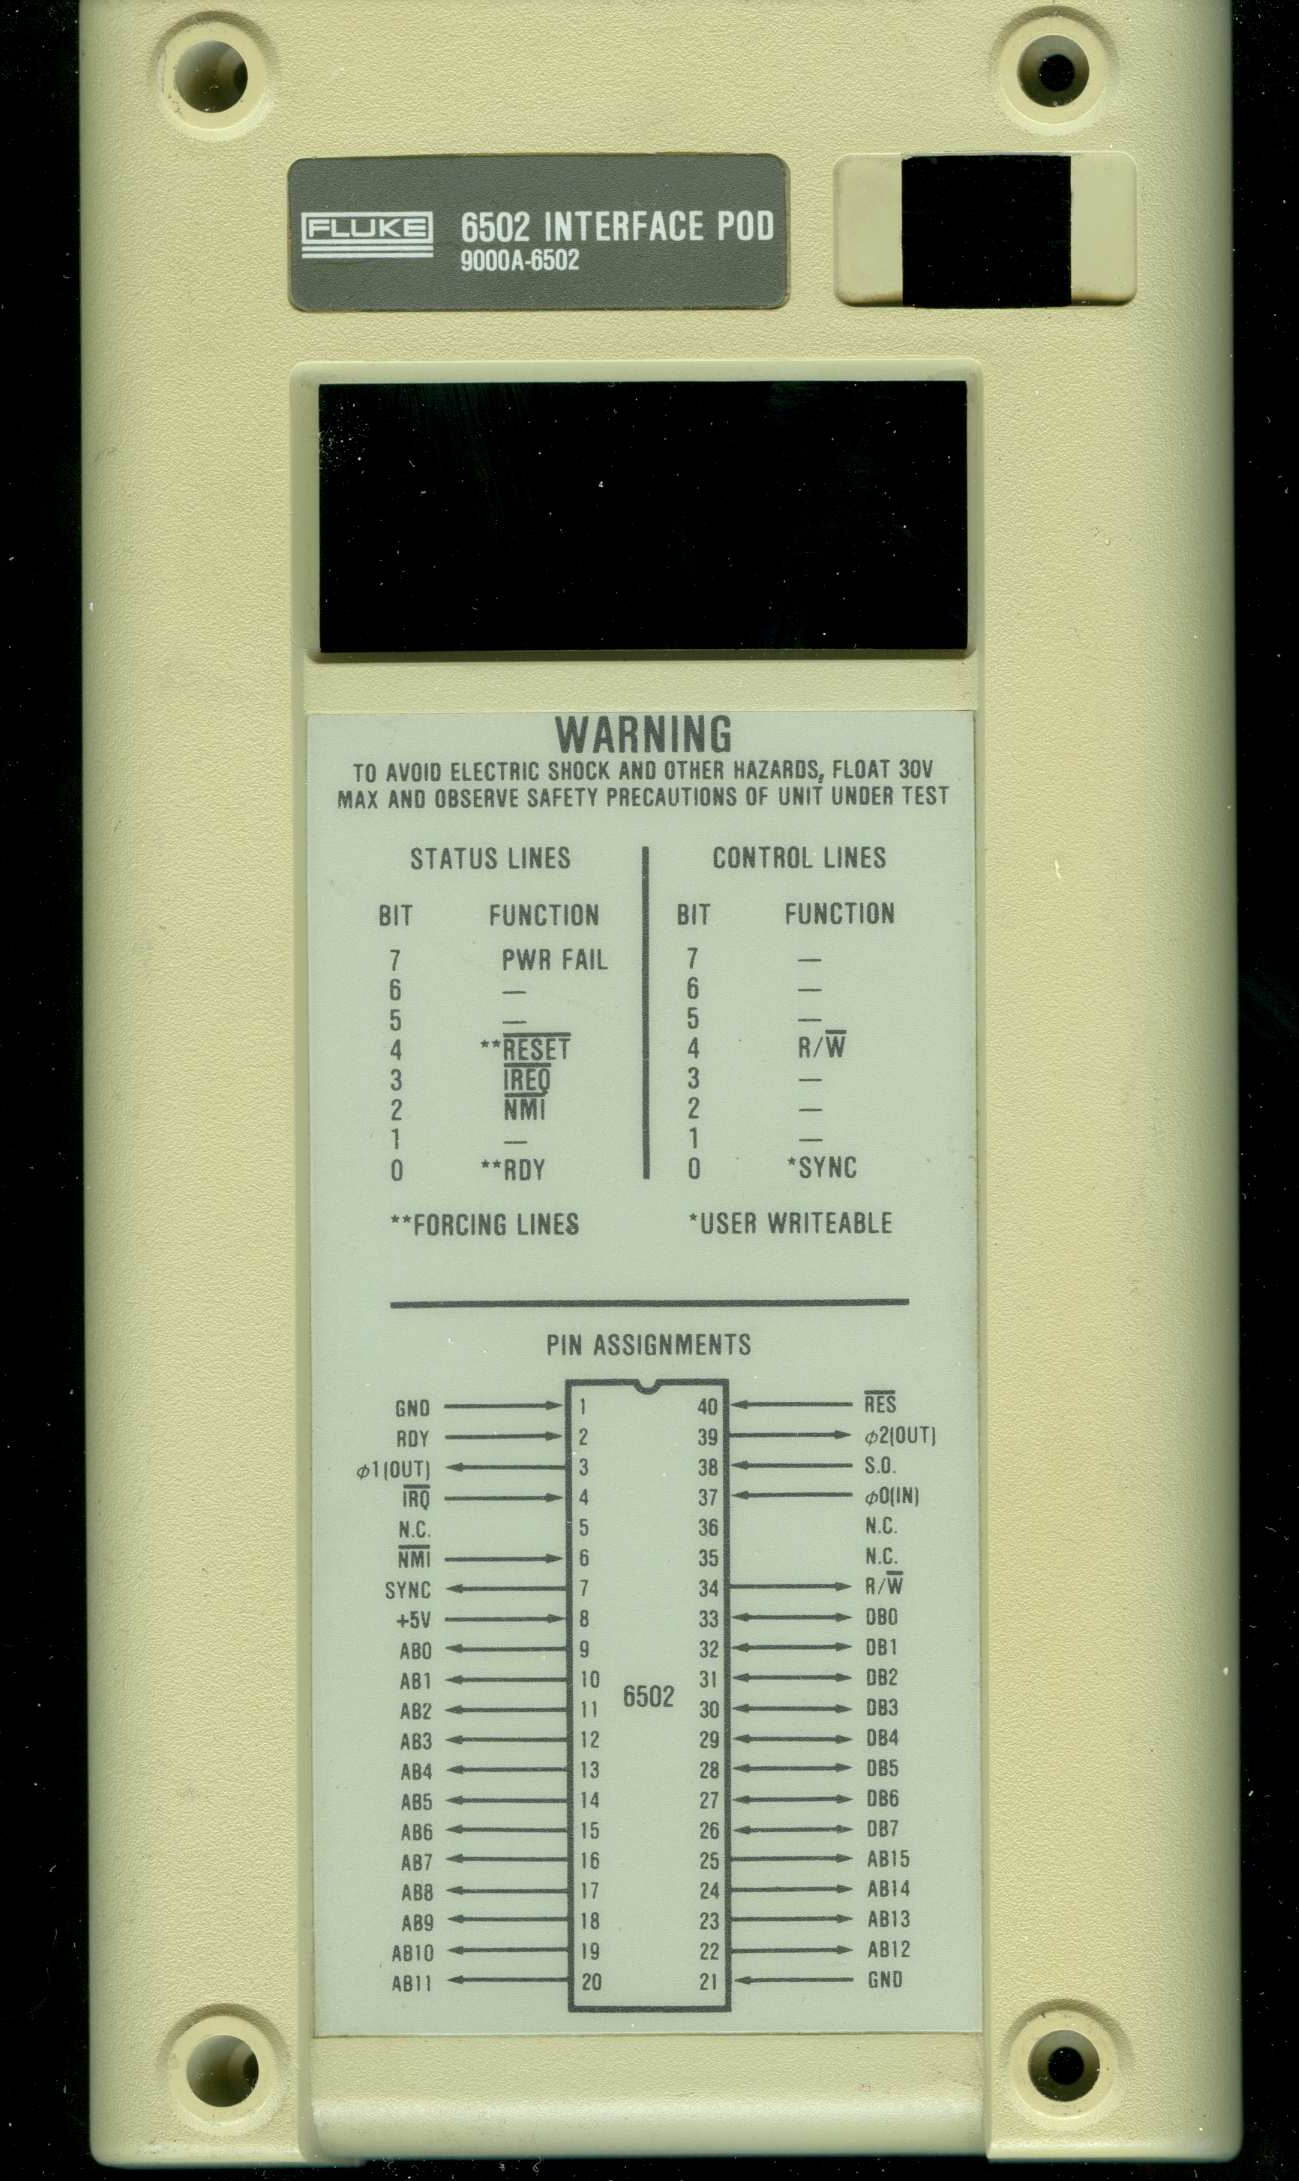 FLUKE 6502 INTERFACE POD
9000A-6502
WARNING
TO AVOID ELECTRIC SHOCK AND OTHER HAZARDS, FLOAT 30V
MAX AND OBSERVE SAFETY PRECAUTIONS OF UNIT UNDER TEST
STATUS LINES CONTROL LINES
BIT FUNCTION BIT FUNCTION
7 PWR FAIL 7 —
6 — 6 —
5 — 5 —
4 **R̅E̅S̅E̅T̅ 4 R/W̅
3 I̅R̅E̅Q̅ 3 —
2 N̅M̅I̅ 2 —
1 — 1 —
0 **RDY 0 *SYNC
**FORCING LINES *USER WRITEABLE
PIN ASSIGNMENTS
GND 1 40 R̅E̅S̅
RDY 2 39 ϕ2(OUT)
ϕ1(OUT) 3 38 S.O.
I̅R̅Q̅ 4 37 ϕ0(IN)
N.C. 5 36 N.C.
N̅M̅I̅ 6 35 N.C.
SYNC 7 34 R/W̅
+5V 8 33 DB0
AB0 9 32 DB1
AB1 10 31 DB2
6502
AB2 11 30 DB3
AB3 12 29 DB4
AB4 13 28 DB5
AB5 14 27 DB6
AB6 15 26 DB7
AB7 16 25 AB15
AB8 17 24 AB14
AB9 18 23 AB13
AB10 19 22 AB12
AB11 20 21 GND